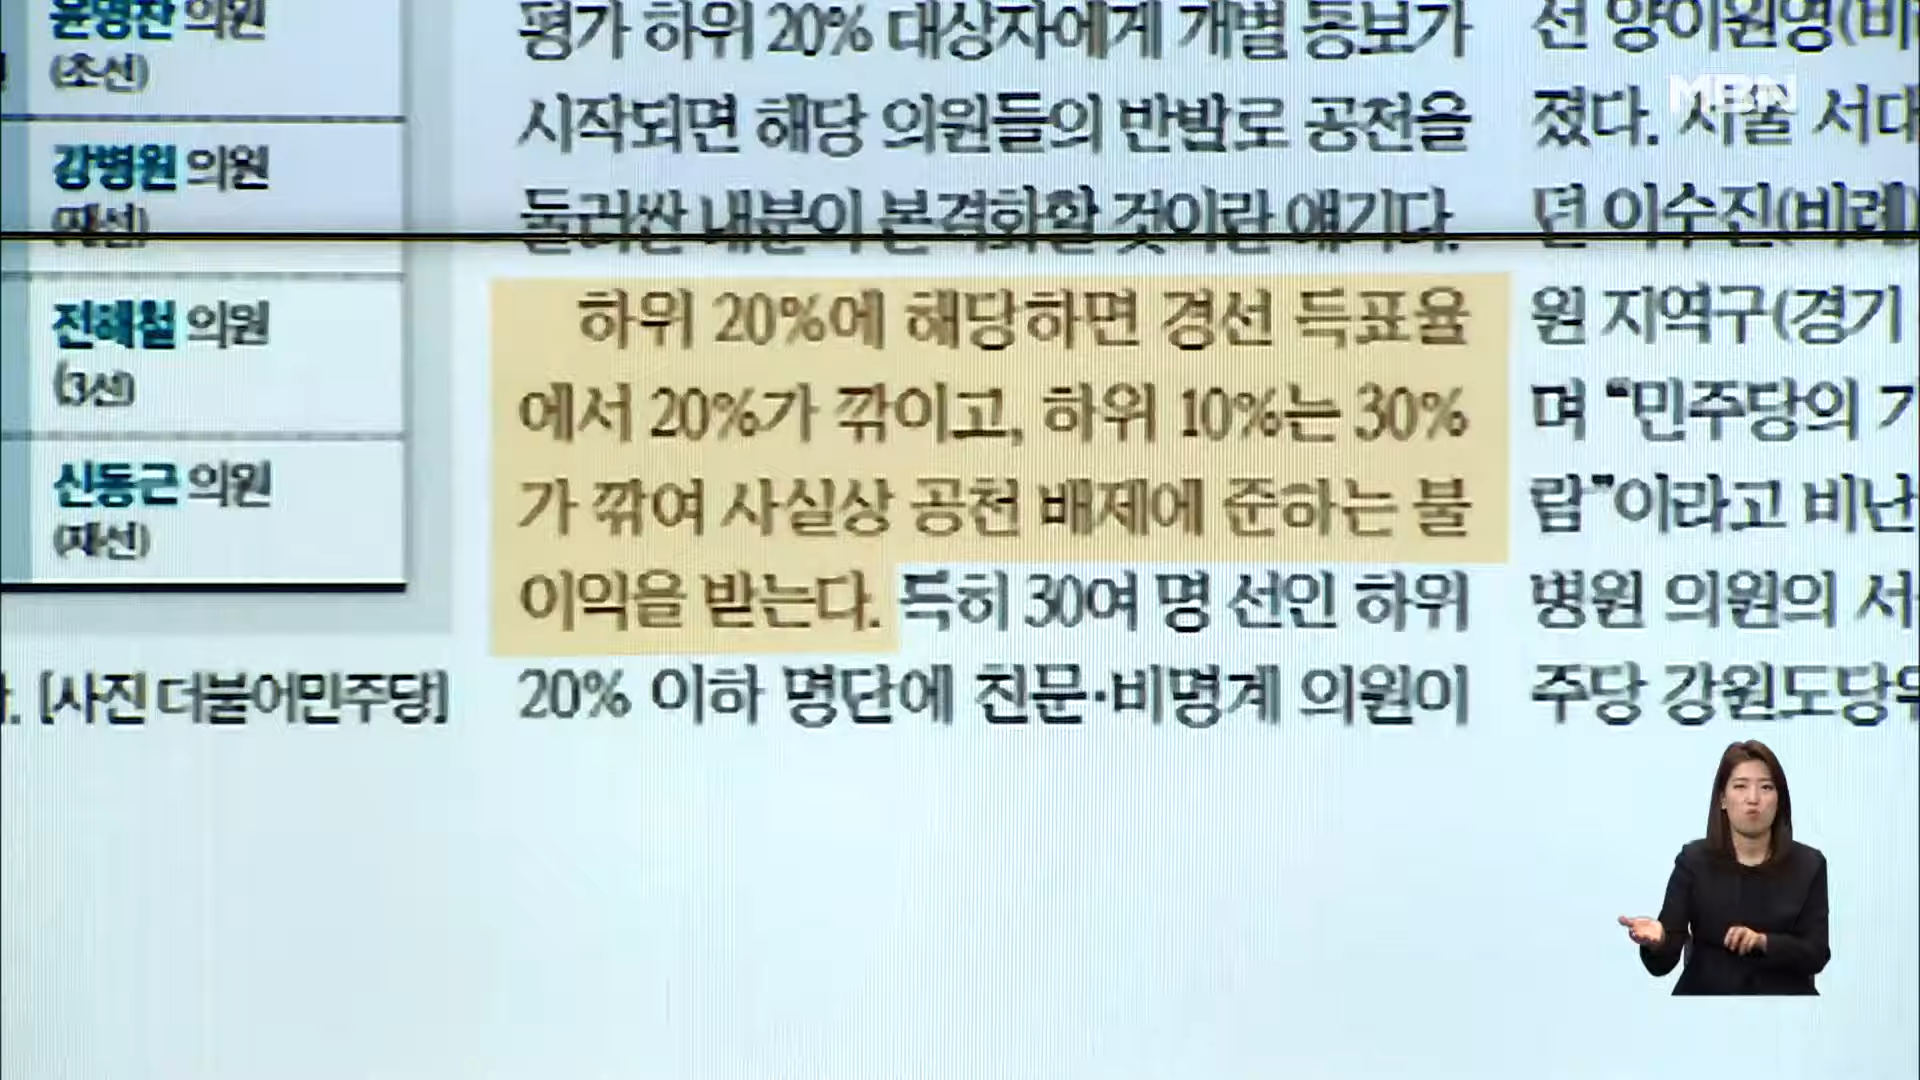 윤영찬 의원
(초선)
강병원 의원
(재선)
전해철 의원
(3선)
신동근 의원
(재선)
[사진 더불어민주당]
평가 하위 20% 대상자에게 개별 통보가
시작되면 해당 의원들의 반발로 공천을
둘러싼 내분이 본격화할 것이란 얘기다.
하위 20%에 해당하면 경선 득표율
에서 20%가 깎이고, 하위 10%는 30%
가 깎여 사실상 공천 배제에 준하는 불
이익을 받는다. 특히 30여 명 선인 하위
20% 이하 명단에 친문·비명계 의원이
선 양이원영(비
졌다. 서울 서대
던 이수진(비례)
원 지역구(경기
며 “민주당의 기
람”이라고 비난
병원 의원의 서
주당 강원도당위
MBN